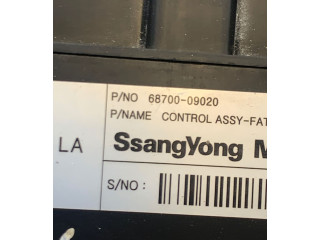 P/NO 68700-09020
P/NAME CONTROL ASSY-FAT
LA
SsangYong M
S/NO :